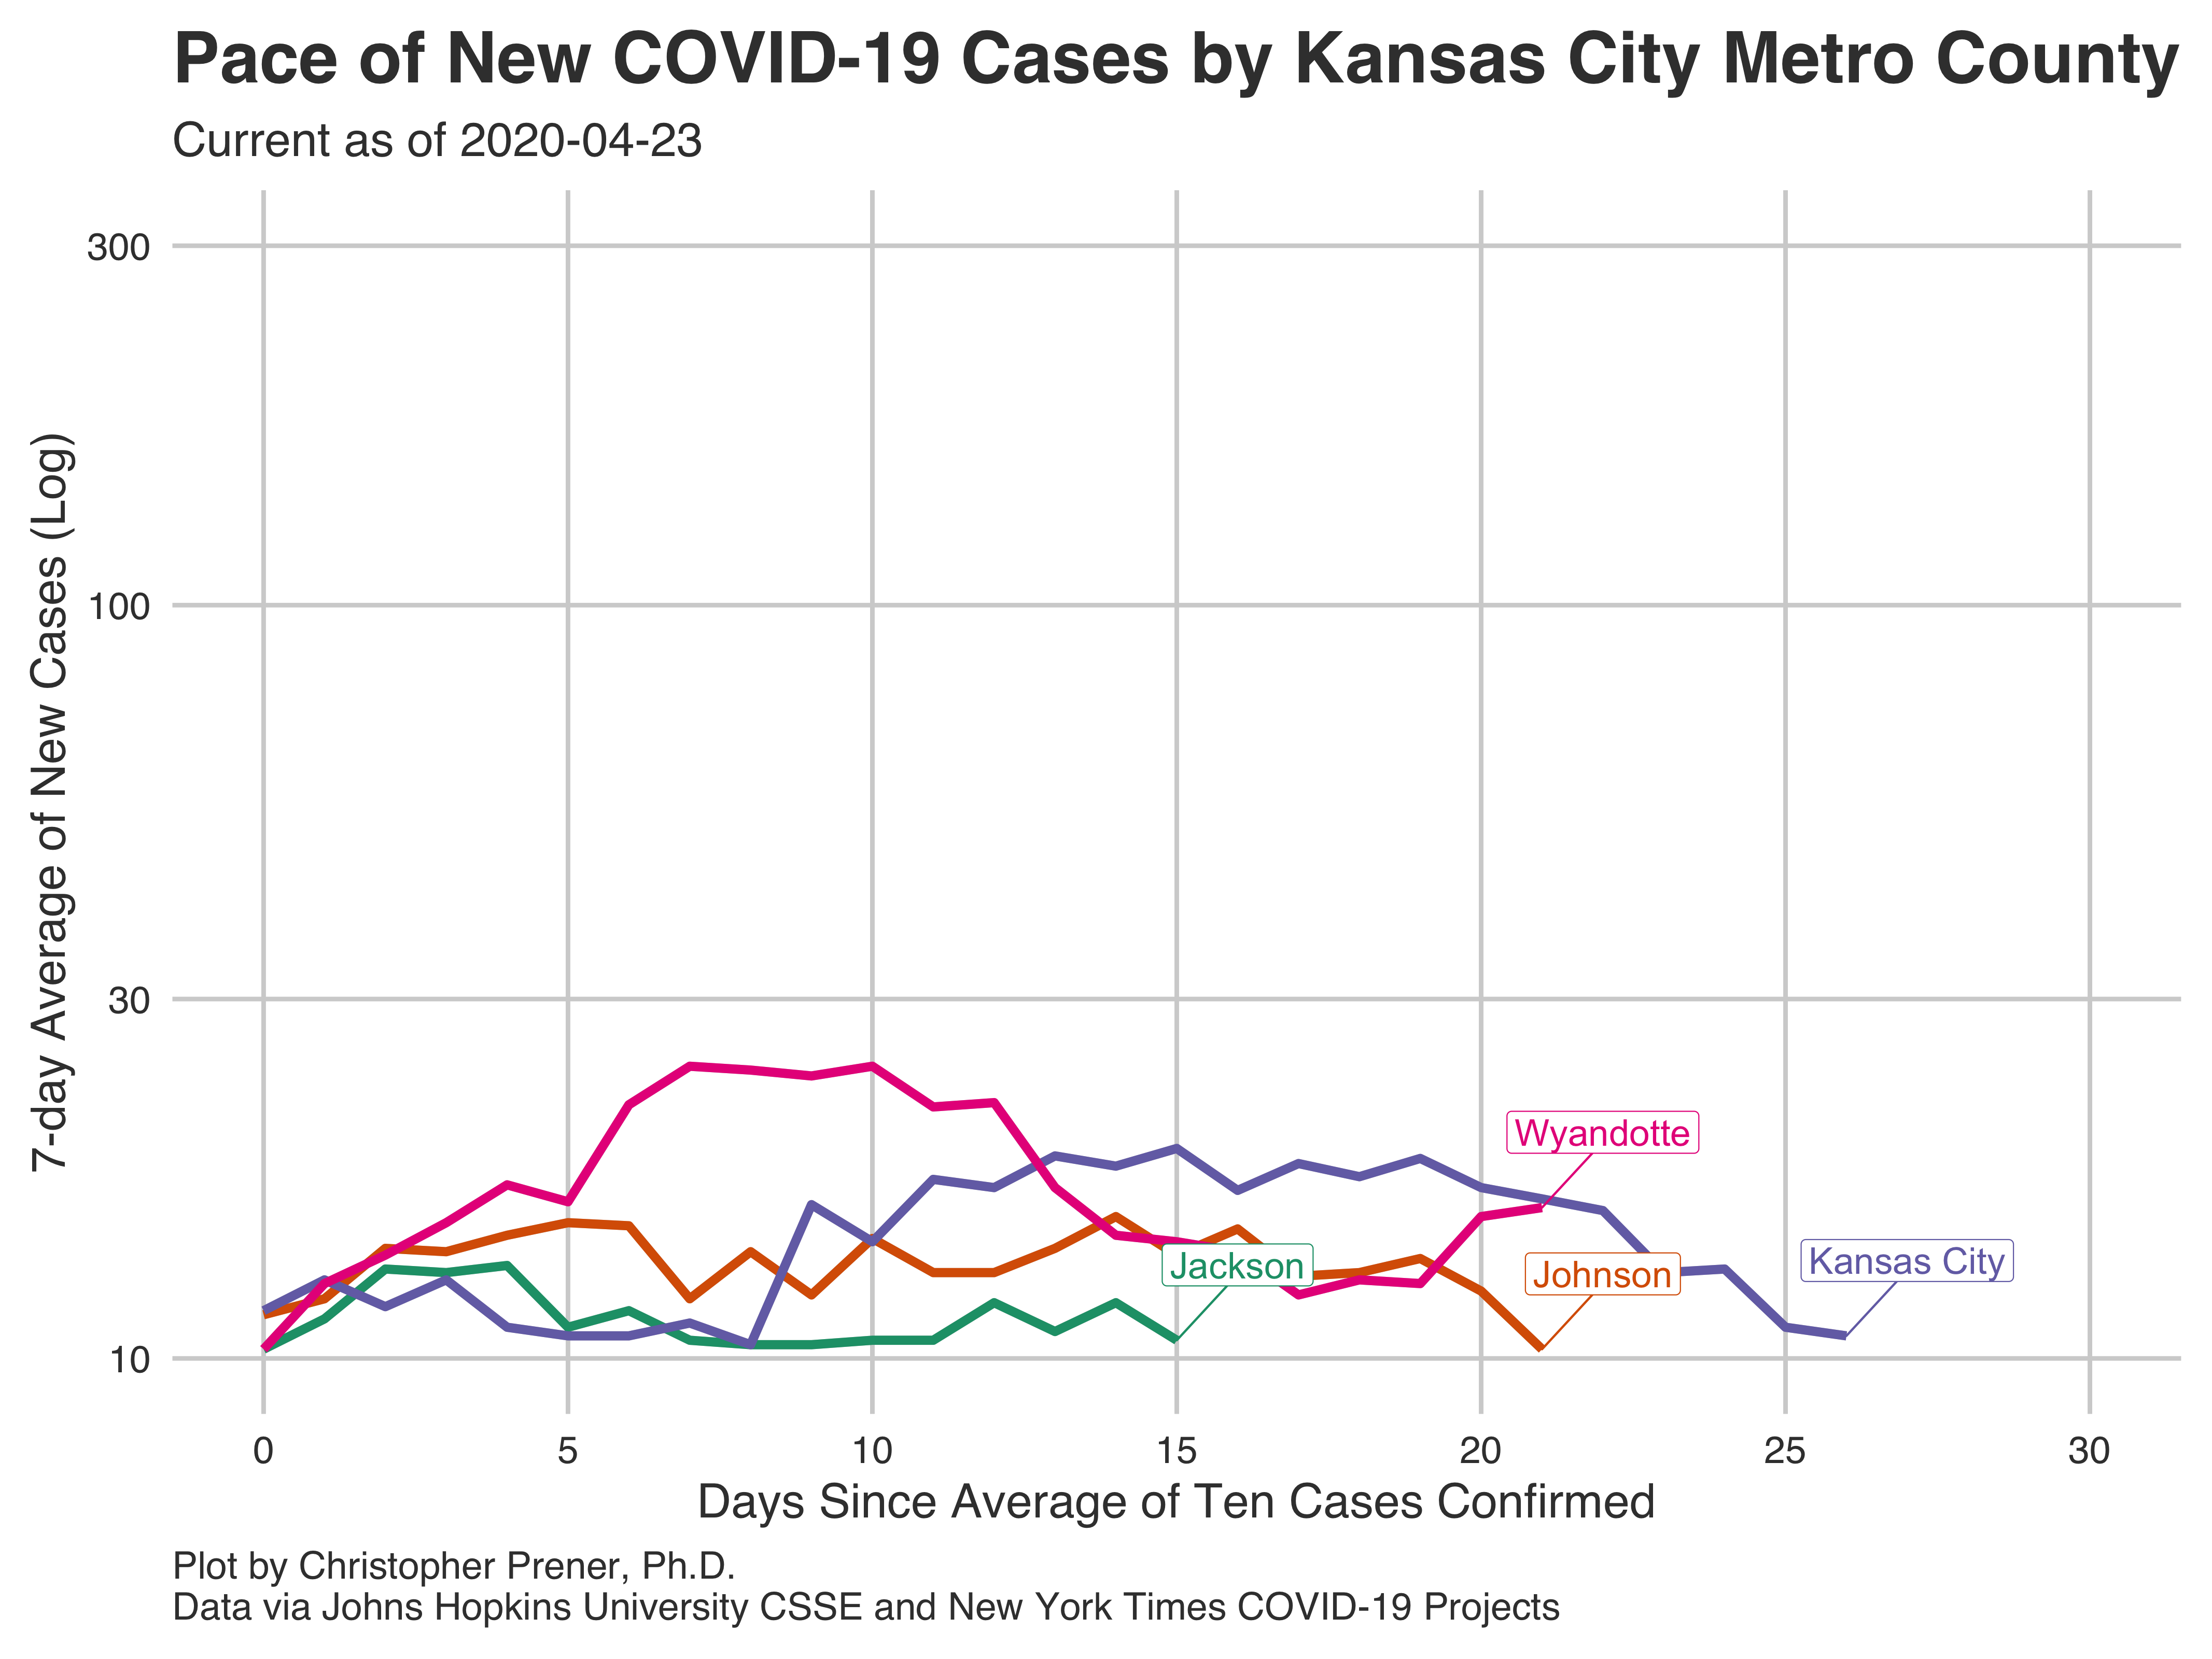 Pace of New COVID-19 Cases by Kansas City Metro County
Current as of 2020-04-23
7-day Average of New Cases (Log)
300
100
30
10
Wyandotte
Jackson
Johnson
Kansas City
0 5 10 15 20 25 30
Days Since Average of Ten Cases Confirmed
Plot by Christopher Prener, Ph.D.
Data via Johns Hopkins University CSSE and New York Times COVID-19 Projects